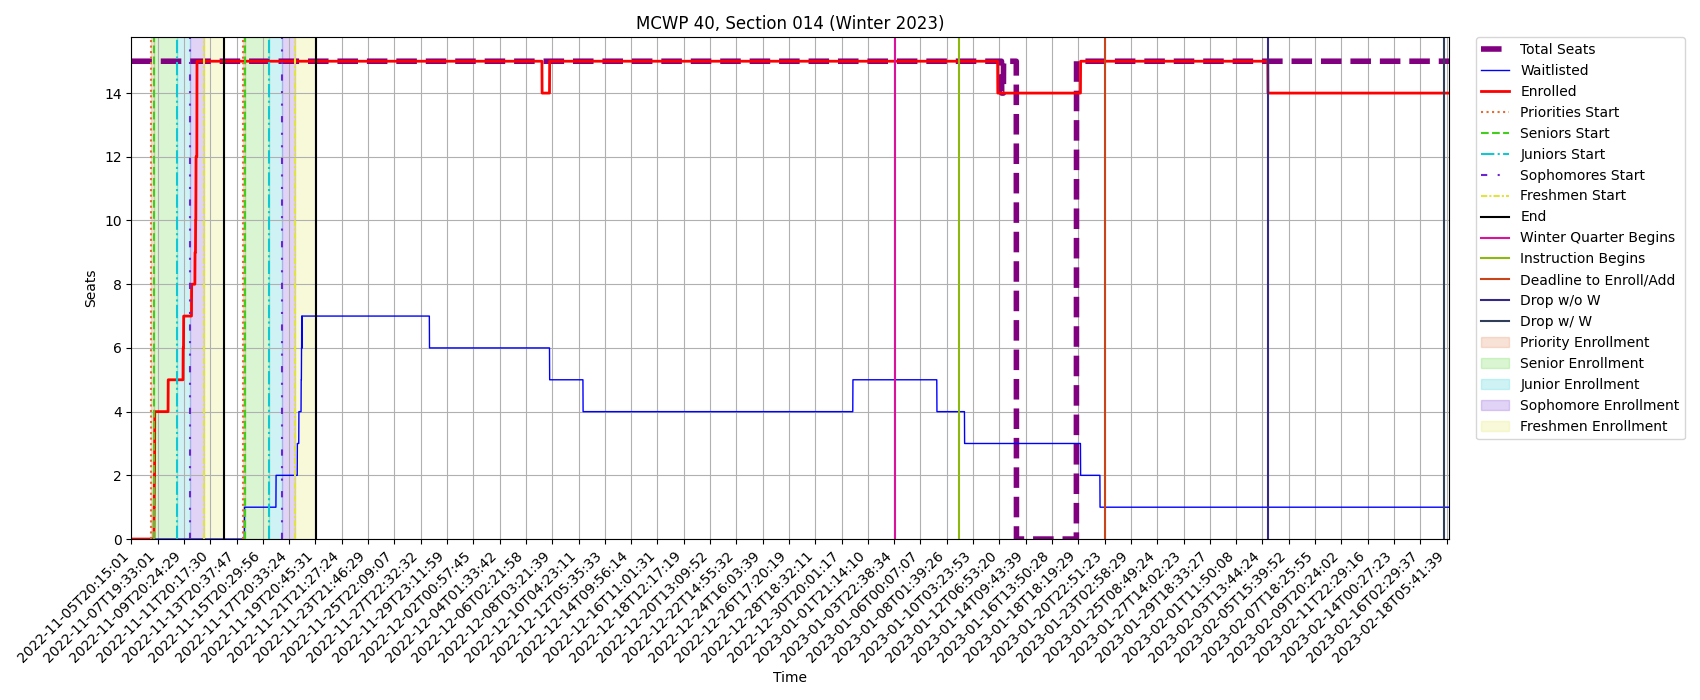 MCWP 40, Section 014 (Winter 2023)
Seats
14
12
10
8
6
4
2
0
2022-11-05T20:15:01
2022-11-07T19:33:01
2022-11-09T20:24:29
2022-11-11T20:17:30
2022-11-13T20:37:47
2022-11-15T20:29:56
2022-11-17T20:33:24
2022-11-19T20:45:31
2022-11-21T21:27:24
2022-11-23T21:46:29
2022-11-25T22:09:07
2022-11-27T22:32:32
2022-11-29T23:11:59
2022-12-02T00:57:45
2022-12-04T01:33:42
2022-12-06T02:21:58
2022-12-08T03:21:39
2022-12-10T04:23:11
2022-12-12T05:35:33
2022-12-14T09:56:14
2022-12-16T11:01:31
2022-12-18T12:17:19
2022-12-20T13:09:52
2022-12-22T14:55:32
2022-12-24T16:03:39
2022-12-26T17:20:19
2022-12-28T18:32:11
2022-12-30T20:01:17
2023-01-01T21:14:10
2023-01-03T22:38:34
2023-01-06T00:07:07
2023-01-08T01:39:26
2023-01-10T03:23:53
2023-01-12T06:53:20
2023-01-14T09:43:39
2023-01-16T13:50:28
2023-01-18T18:19:29
2023-01-20T22:51:23
2023-01-23T02:58:29
2023-01-25T08:49:24
2023-01-27T14:02:23
2023-01-29T18:33:27
2023-02-01T11:50:08
2023-02-03T13:44:24
2023-02-05T15:39:52
2023-02-07T18:25:55
2023-02-09T20:24:02
2023-02-11T22:29:16
2023-02-14T00:27:23
2023-02-16T02:29:37
2023-02-18T05:41:39
Time
Total Seats
Waitlisted
Enrolled
Priorities Start
Seniors Start
Juniors Start
Sophomores Start
Freshmen Start
End
Winter Quarter Begins
Instruction Begins
Deadline to Enroll/Add
Drop w/o W
Drop w/ W
Priority Enrollment
Senior Enrollment
Junior Enrollment
Sophomore Enrollment
Freshmen Enrollment